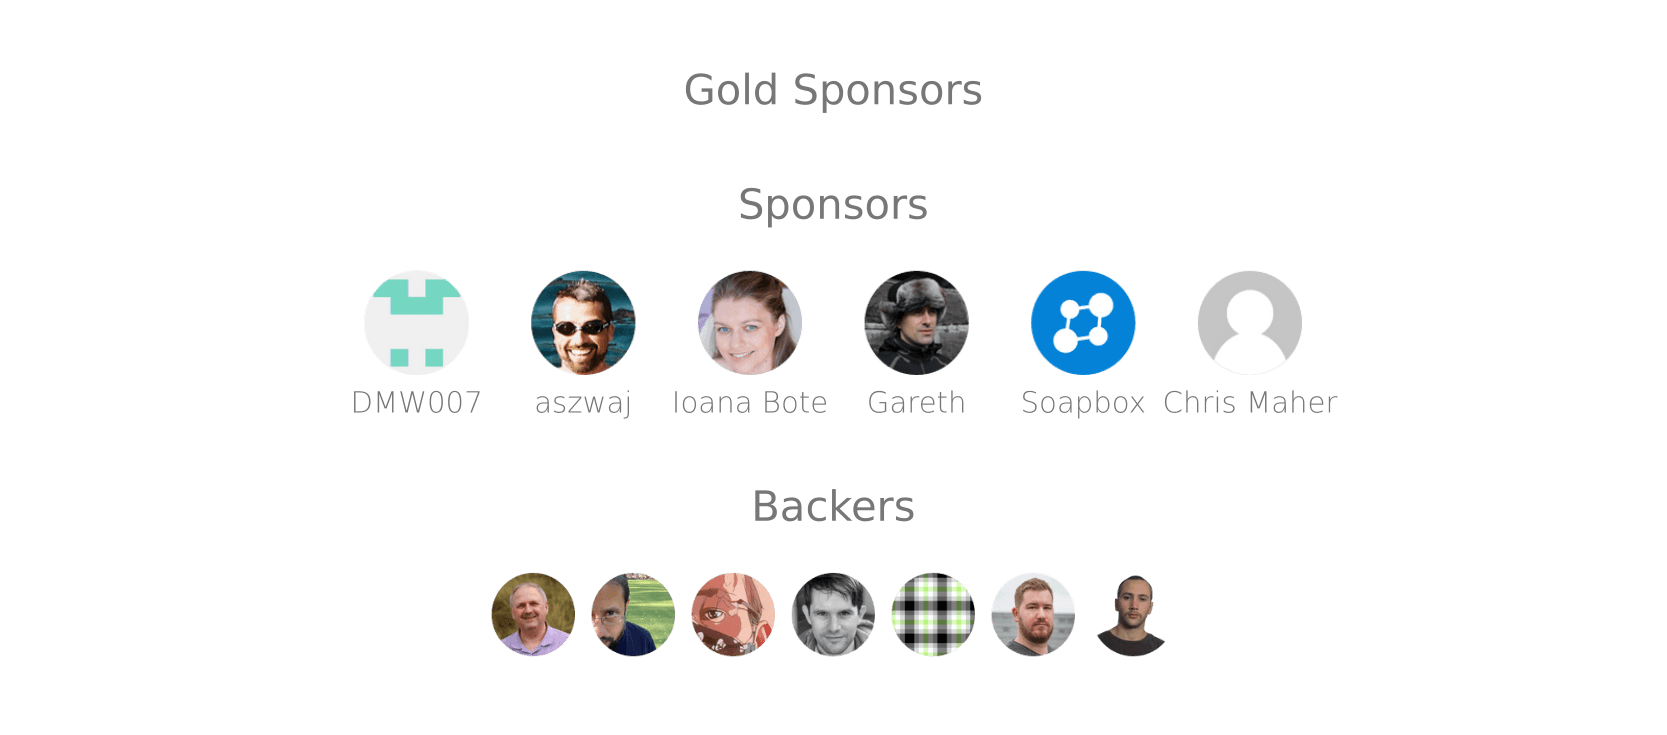 Gold Sponsors
Sponsors
DMW007 aszwaj Ioana Bote Gareth Soapbox Chris Maher
Backers